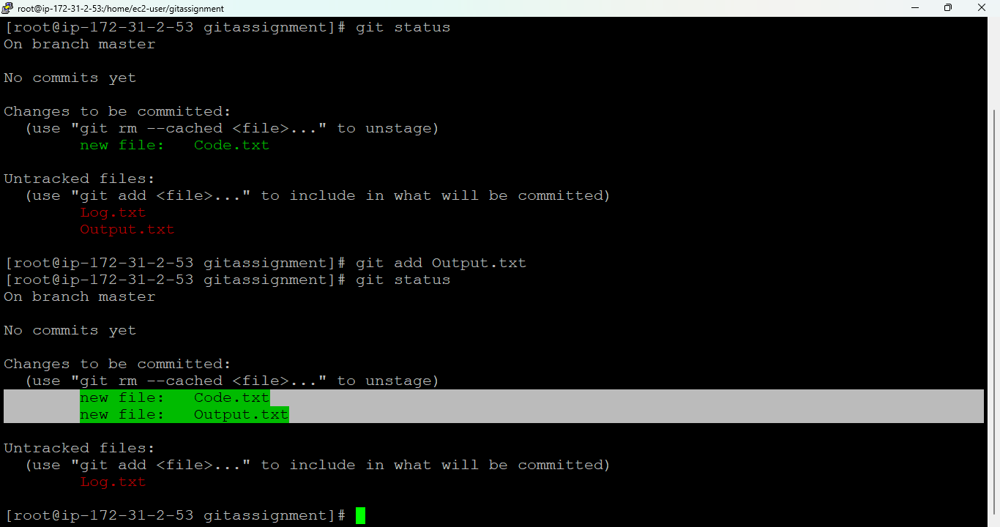 root@ip-172-31-2-53:/home/ec2-user/gitassignment
[root@ip-172-31-2-53 gitassignment]# git status
On branch master
No commits yet
Changes to be committed:
  (use "git rm --cached <file>..." to unstage)
        new file:   Code.txt
Untracked files:
  (use "git add <file>..." to include in what will be committed)
        Log.txt
        Output.txt
[root@ip-172-31-2-53 gitassignment]# git add Output.txt
[root@ip-172-31-2-53 gitassignment]# git status
On branch master
No commits yet
Changes to be committed:
  (use "git rm --cached <file>..." to unstage)
        new file:   Code.txt
        new file:   Output.txt
Untracked files:
  (use "git add <file>..." to include in what will be committed)
        Log.txt
[root@ip-172-31-2-53 gitassignment]#